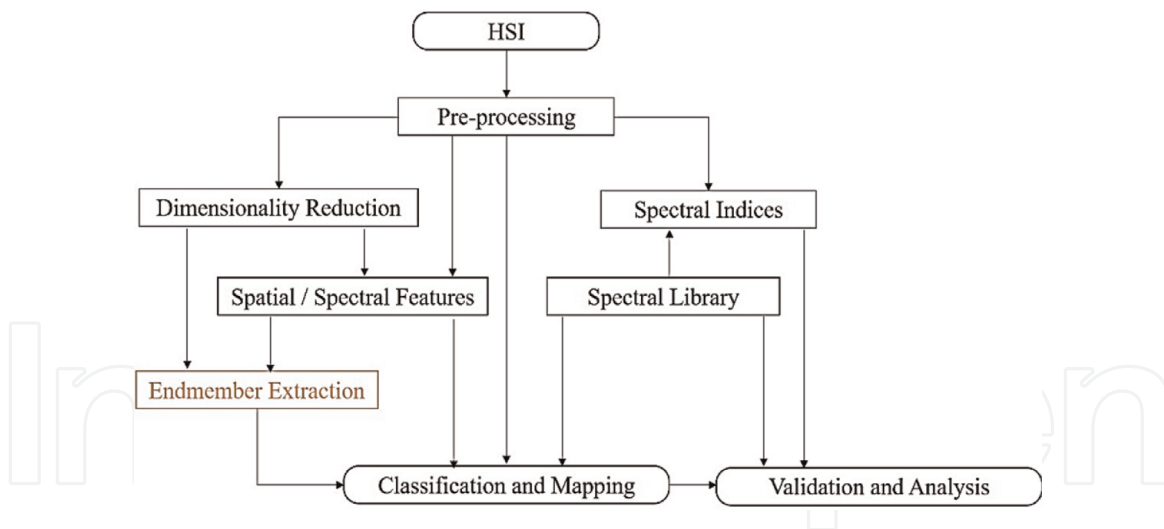 HSI
Pre-processing
Dimensionality Reduction
Spectral Indices
Spatial / Spectral Features
Spectral Library
Endmember Extraction
Classification and Mapping
Validation and Analysis